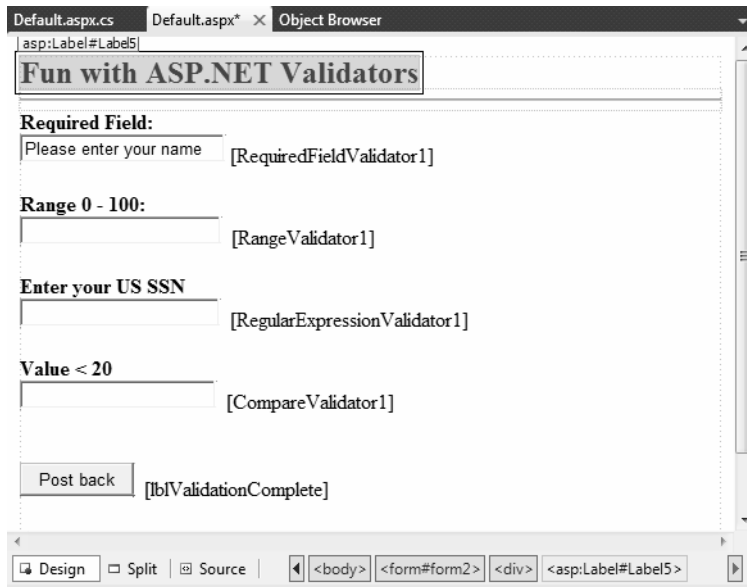 Default.aspx.cs Default.aspx* × Object Browser
asp:Label#Label5
Fun with ASP.NET Validators
Required Field:
Please enter your name [RequiredFieldValidator1]
Range 0 - 100:
[RangeValidator1]
Enter your US SSN
[RegularExpressionValidator1]
Value < 20
[CompareValidator1]
Post back [lblValidationComplete]
Design Split Source <body> <form#form2> <div> <asp:Label#Label5>